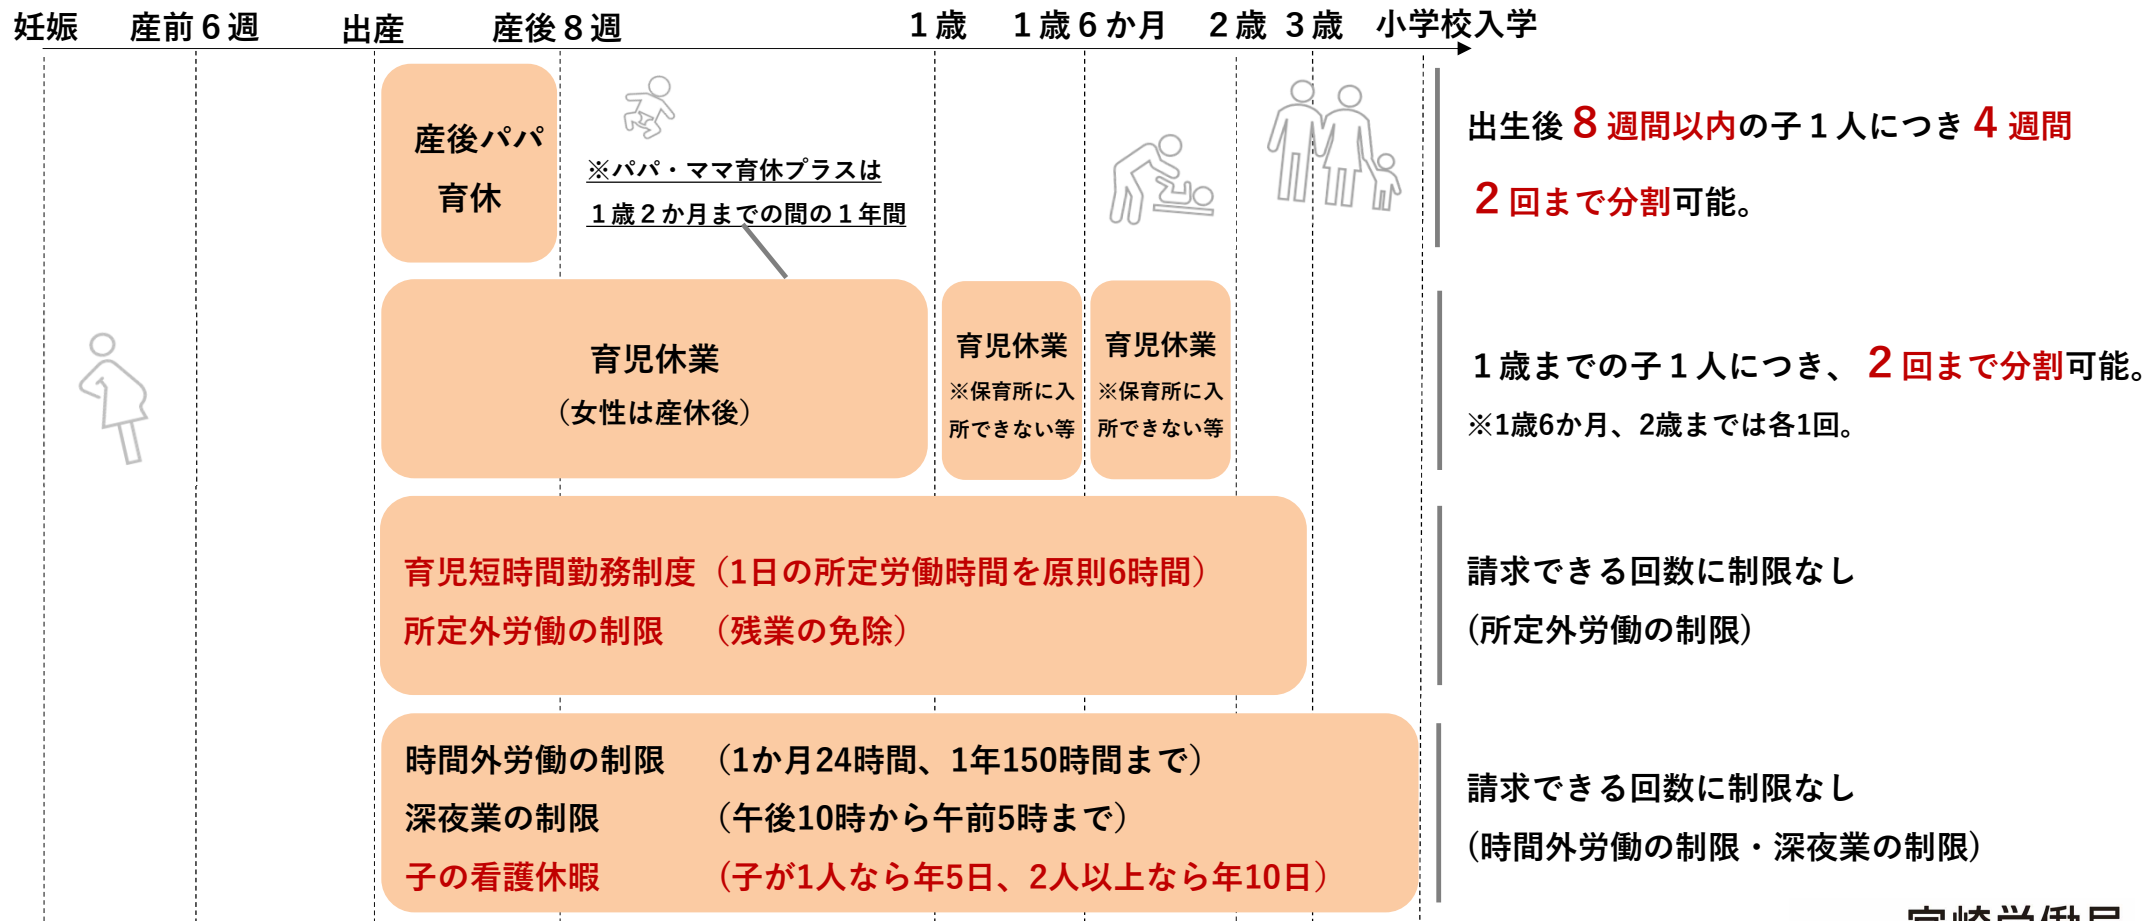 妊娠 産前６週 出産 産後８週 １歳 １歳６か月 ２歳 ３歳 小学校入学
産後パパ
育休
※パパ・ママ育休プラスは
１歳２か月までの間の１年間
出生後８週間以内の子１人につき４週間
２回まで分割可能。
育児休業
（女性は産休後）
育児休業
※保育所に入
所できない等
育児休業
※保育所に入
所できない等
１歳までの子１人につき、２回まで分割可能。
※1歳6か月、2歳までは各1回。
育児短時間勤務制度（1日の所定労働時間を原則6時間）
所定外労働の制限 （残業の免除）
請求できる回数に制限なし
(所定外労働の制限)
時間外労働の制限 （1か月24時間、1年150時間まで）
深夜業の制限 （午後10時から午前5時まで）
子の看護休暇 （子が1人なら年5日、2人以上なら年10日）
請求できる回数に制限なし
(時間外労働の制限・深夜業の制限)
宮崎労働局